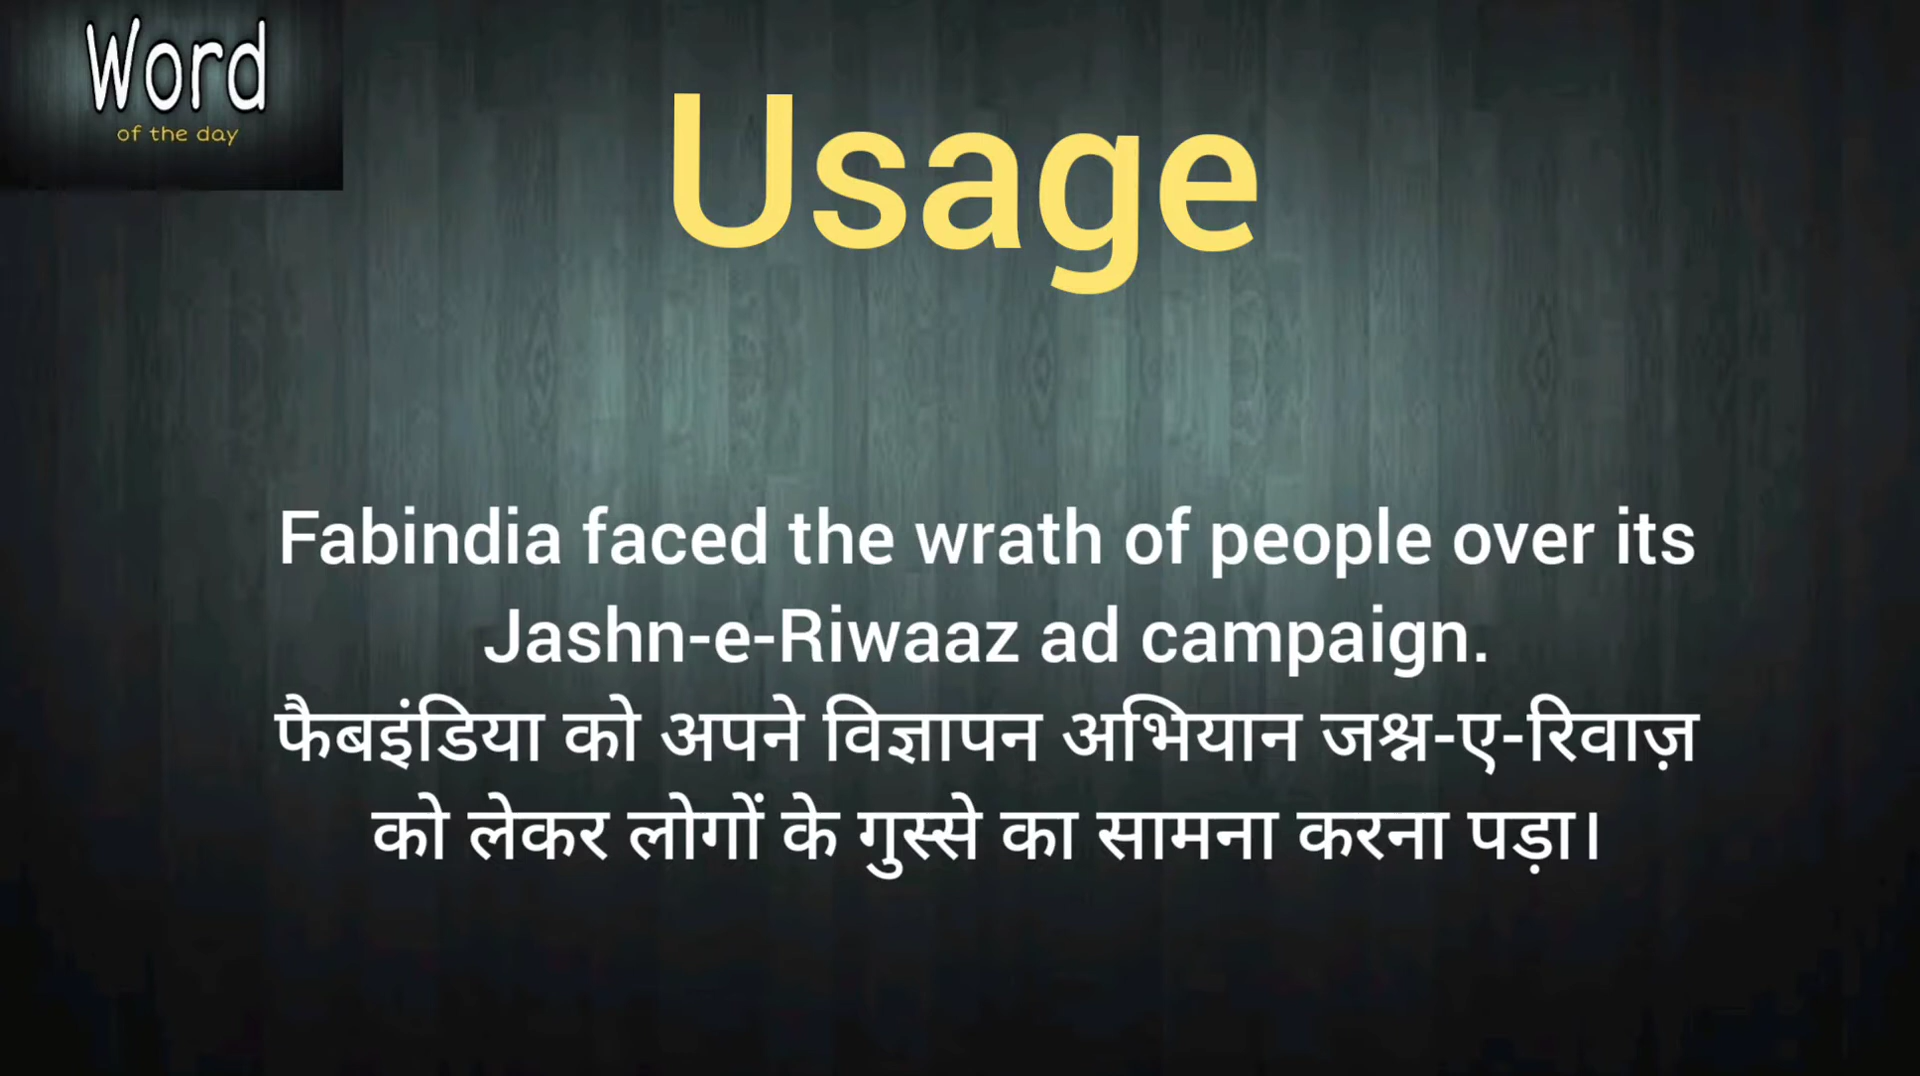 Word
of the day
Usage
Fabindia faced the wrath of people over its
Jashn-e-Riwaaz ad campaign.
फैबइंडिया को अपने विज्ञापन अभियान जश्न-ए-रिवाज़
को लेकर लोगों के गुस्से का सामना करना पड़ा।